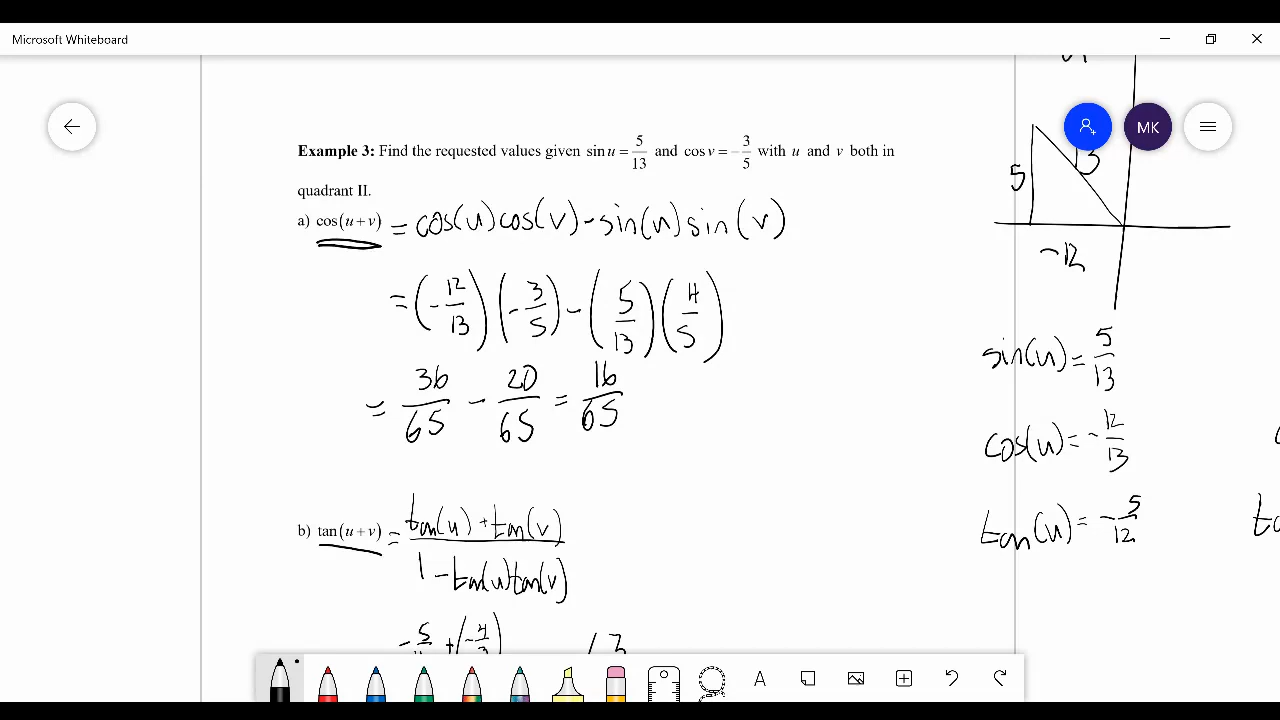 Microsoft Whiteboard
MK
Example 3: Find the requested values given sin u = 5/13 and cos v = -3/5 with u and v both in
quadrant II.
a) cos(u+v) = cos(u)cos(v) - sin(u)sin(v)
= (-12/13)(-3/5) - (5/13)(4/5)
= 36/65 - 20/65 = 16/65
b) tan(u+v) = tan(u) + tan(v) / 1 - tan(u)tan(v)
5
13
-12
sin(u) = 5/13
cos(u) = -12/13
tan(u) = -5/12
A